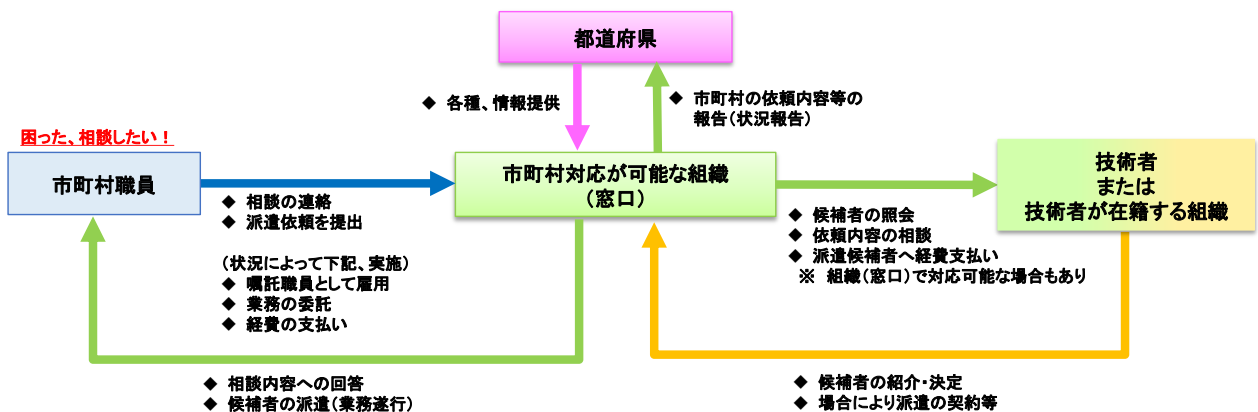 都道府県
◆ 各種、情報提供
◆ 市町村の依頼内容等の
報告(状況報告)
困った、相談したい！
市町村職員
市町村対応が可能な組織
(窓口)
技術者
または
技術者が在籍する組織
◆ 相談の連絡
◆ 派遣依頼を提出
(状況によって下記、実施)
◆ 嘱託職員として雇用
◆ 業務の委託
◆ 経費の支払い
◆ 候補者の照会
◆ 依頼内容の相談
◆ 派遣候補者へ経費支払い
※ 組織(窓口)で対応可能な場合もあり
◆ 相談内容への回答
◆ 候補者の派遣(業務遂行)
◆ 候補者の紹介・決定
◆ 場合により派遣の契約等